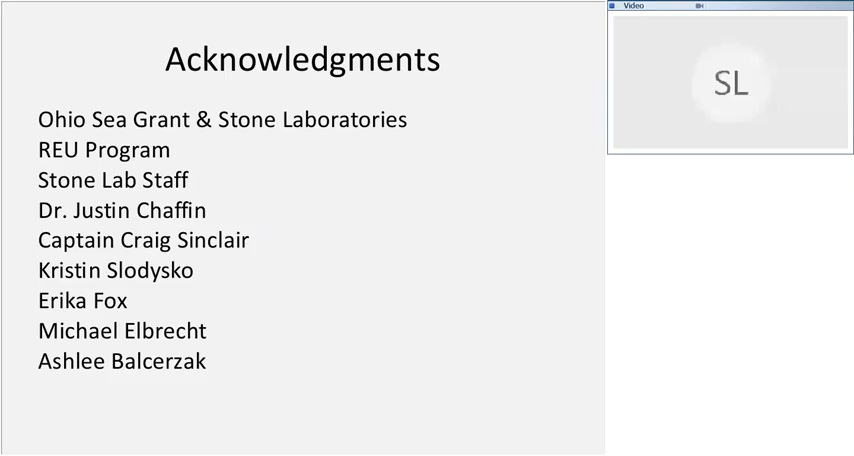 Acknowledgments
Ohio Sea Grant & Stone Laboratories
REU Program
Stone Lab Staff
Dr. Justin Chaffin
Captain Craig Sinclair
Kristin Slodysko
Erika Fox
Michael Elbrecht
Ashlee Balcerzak
Video
SL